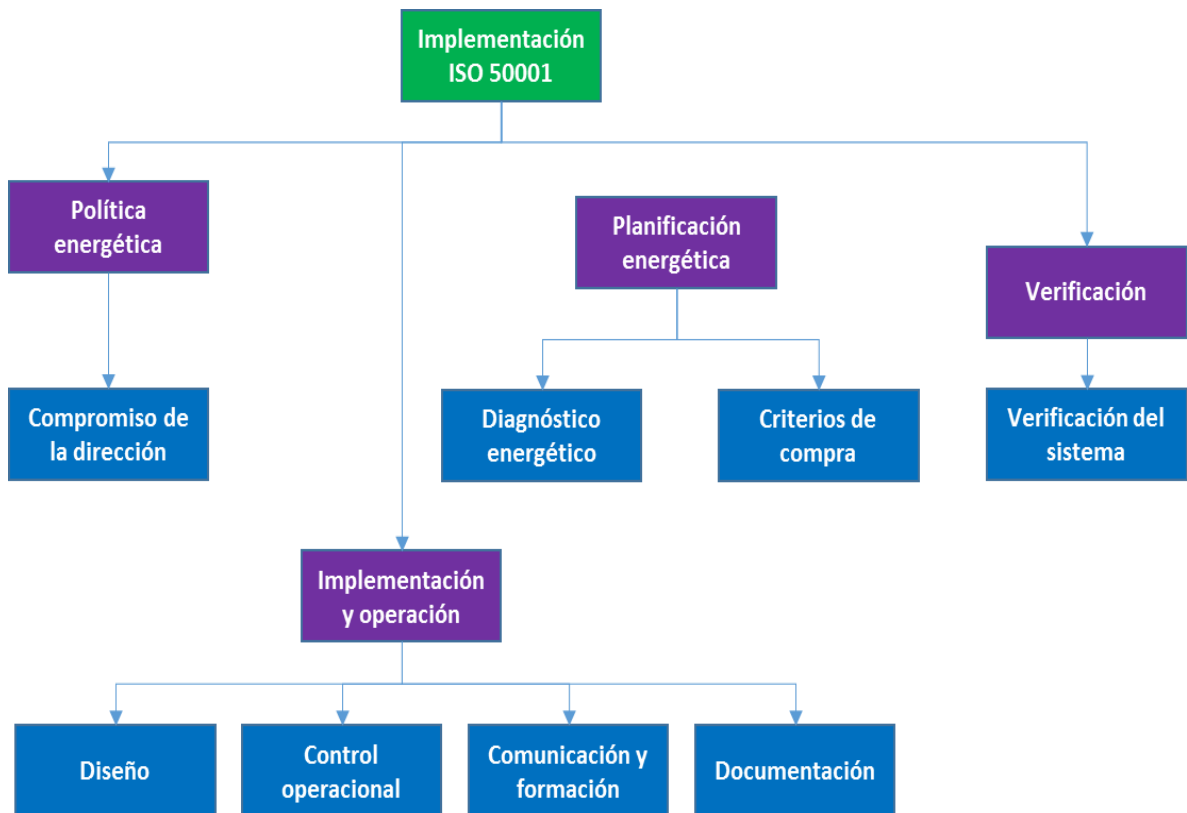 Implementación
ISO 50001
Política
energética
Planificación
energética
Verificación
Compromiso de
la dirección
Diagnóstico
energético
Criterios de
compra
Verificación del
sistema
Implementación
y operación
Diseño
Control
operacional
Comunicación y
formación
Documentación